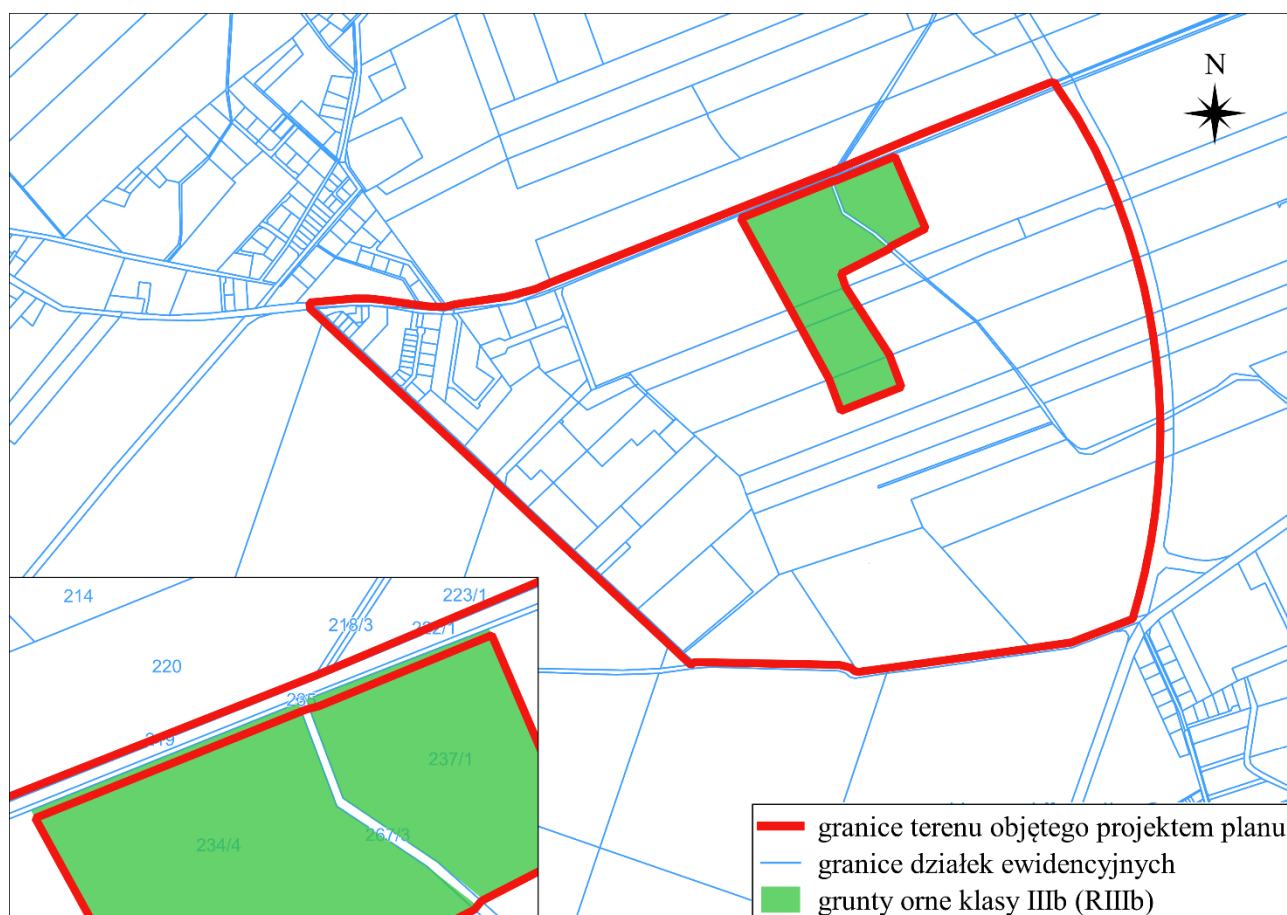 N
214
223/1
218/3
222/1
220
235
219
237/1
234/4
267/3
granice terenu objętego projektem planu
granice działek ewidencyjnych
grunty orne klasy IIIb (RIIIb)